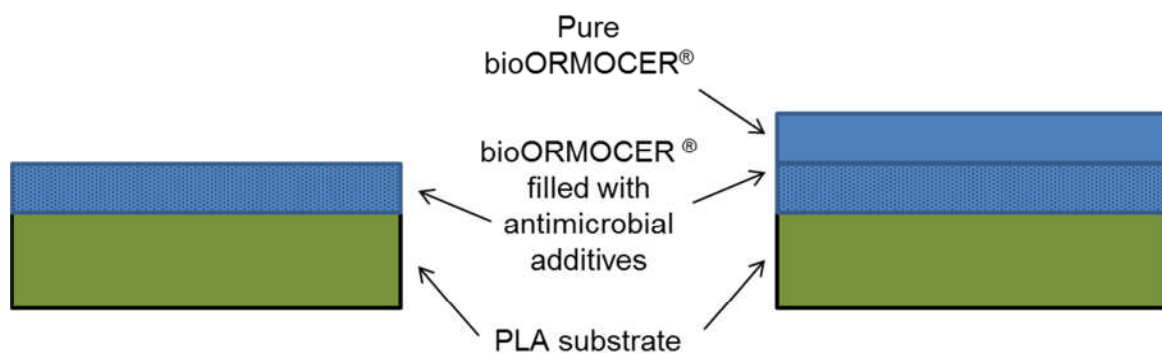 Pure
bioORMOCER®
bioORMOCER ®
filled with
antimicrobial
additives
PLA substrate